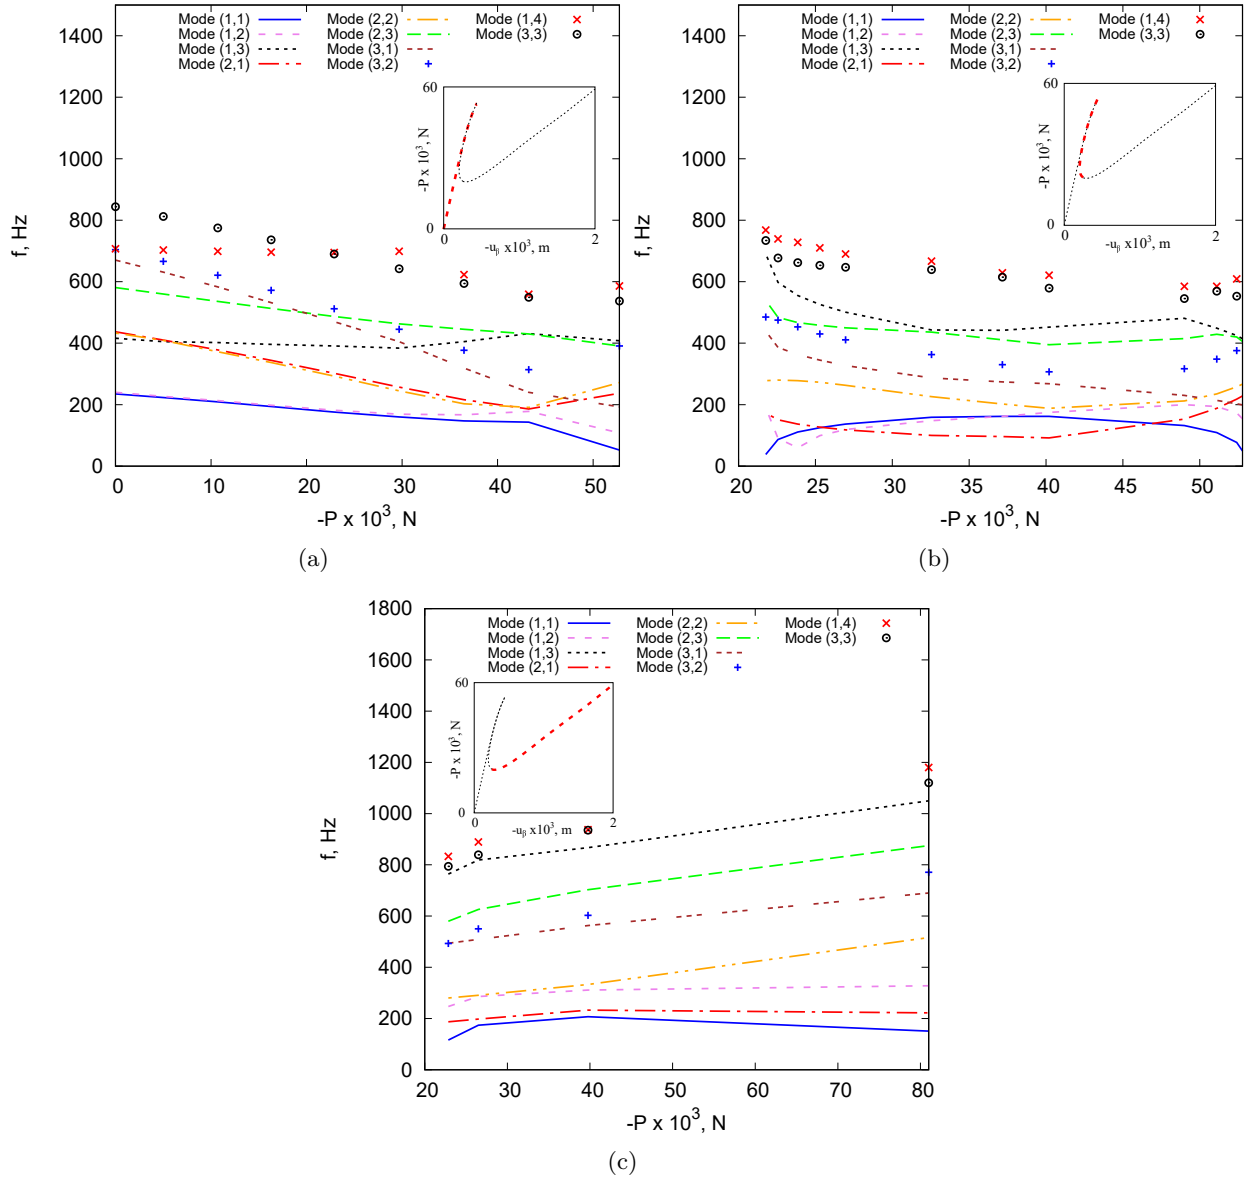 Mode (1,1) Mode (2,2) Mode (1,4)
Mode (1,2) Mode (2,3) Mode (3,3)
Mode (1,3) Mode (3,1)
Mode (2,1) Mode (3,2)
1400
1200
1000
800
600
400
200
0
f, Hz
60
-P x10³, N
0
0 2
-uᵦ x10³, m
0 10 20 30 40 50
-P x 10³, N
(a)
Mode (1,1) Mode (2,2) Mode (1,4)
Mode (1,2) Mode (2,3) Mode (3,3)
Mode (1,3) Mode (3,1)
Mode (2,1) Mode (3,2)
1400
1200
1000
800
600
400
200
0
f, Hz
60
-P x10³, N
0
0 2
-uᵦ x10³, m
20 25 30 35 40 45 50
-P x 10³, N
(b)
Mode (1,1) Mode (2,2) Mode (1,4)
Mode (1,2) Mode (2,3) Mode (3,3)
Mode (1,3) Mode (3,1)
Mode (2,1) Mode (3,2)
1800
1600
1400
1200
1000
800
600
400
200
0
f, Hz
60
-P x10³, N
0
0 2
-uᵦ x10³, m
20 30 40 50 60 70 80
-P x 10³, N
(c)